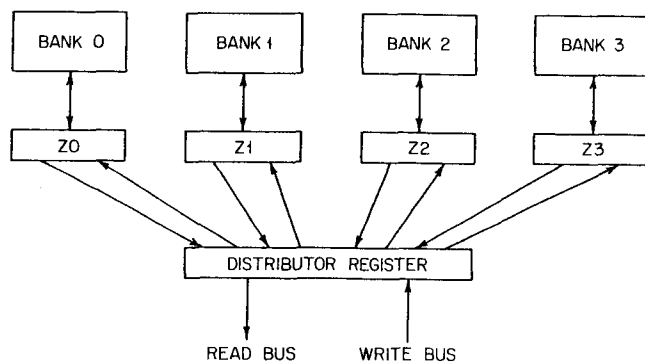 BANK 0 BANK 1 BANK 2 BANK 3
Z0 Z1 Z2 Z3
DISTRIBUTOR REGISTER
READ BUS WRITE BUS